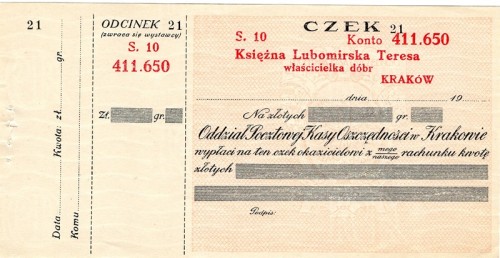 21
Kwota: zł. gr.
Data
Komu
ODCINEK 21
(zwraca się wystawcy)
S. 10
411.650
Zł. gr.
CZEK 21
S. 10 Konto 411.650
Księżna Lubomirska Teresa
właścicielka dóbr
KRAKÓW
dnia 19
Na złotych gr.
Oddział Pocztowej Kasy Oszczędności w Krakowie
wypłaci na ten czek okazicielowi z mego/naszego rachunku kwotę
złotych
Podpis: